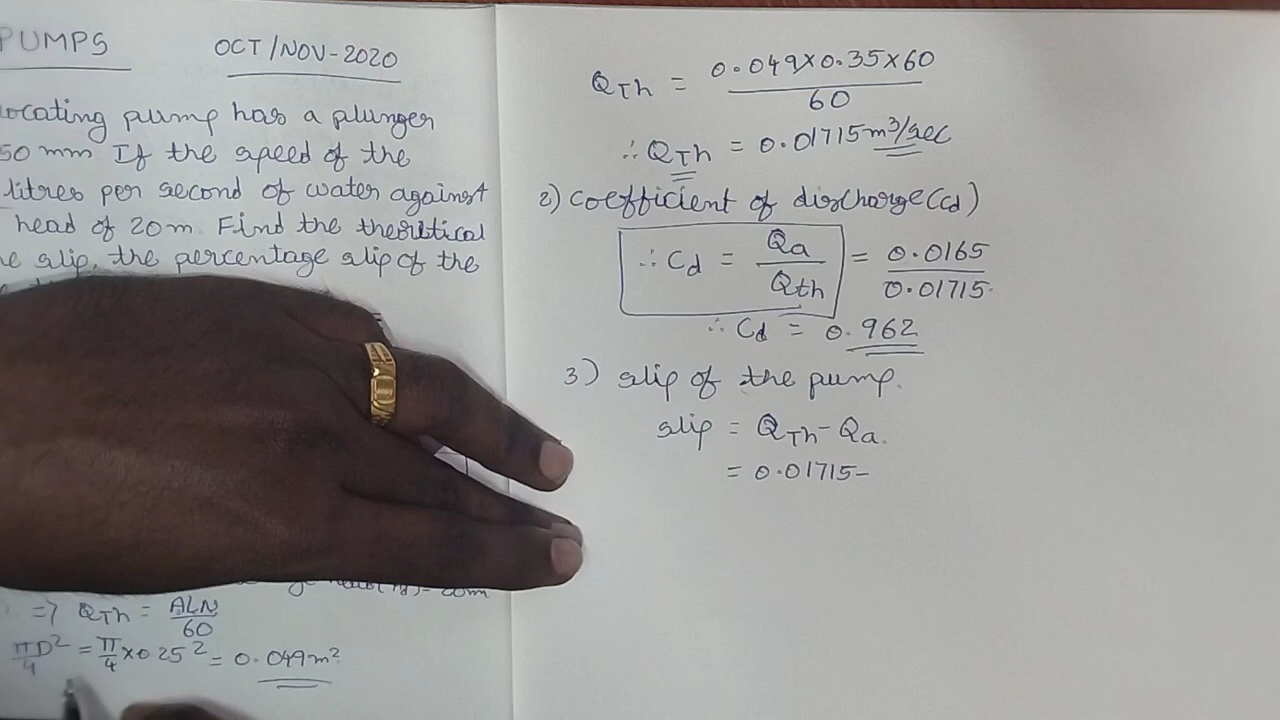 PUMPS OCT/NOV-2020
ocating pump has a plunger
50 mm If the speed of the
litres per second of water against
head of 20m. Find the theoritical
e slip, the percentage slip of the
=> QTh = ALN / 60
πD² / 4 = π / 4 × 0.25² = 0.049m²
QTh = 0.049×0.35×60 / 60
∴ QTh = 0.01715 m³/sec
2) Coefficient of discharge (Cd)
∴ Cd = Qa / Qth = 0.0165 / 0.01715
∴ Cd = 0.962
3) slip of the pump.
slip = QTh - Qa.
= 0.01715 -